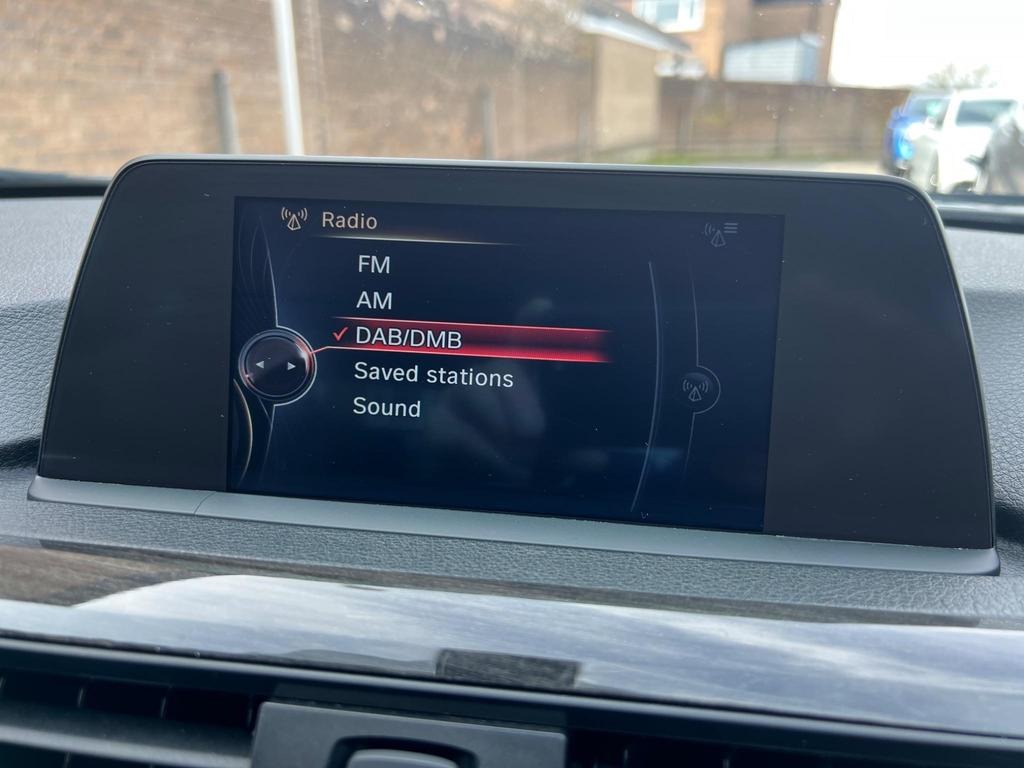 Radio
FM
AM
DAB/DMB
Saved stations
Sound